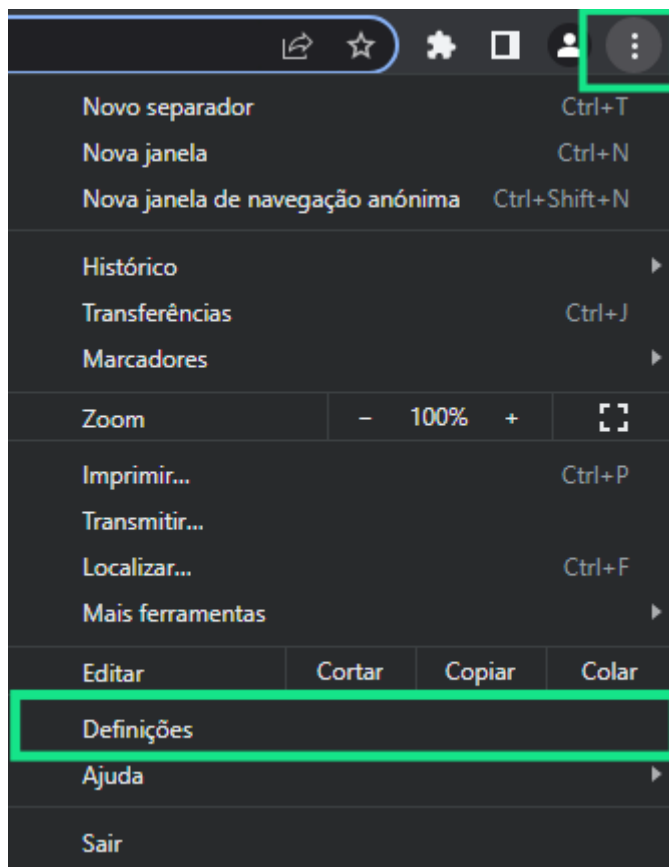 Novo separador Ctrl+T
Nova janela Ctrl+N
Nova janela de navegação anónima Ctrl+Shift+N
Histórico
Transferências Ctrl+J
Marcadores
Zoom - 100% +
Imprimir... Ctrl+P
Transmitir...
Localizar... Ctrl+F
Mais ferramentas
Editar Cortar Copiar Colar
Definições
Ajuda
Sair